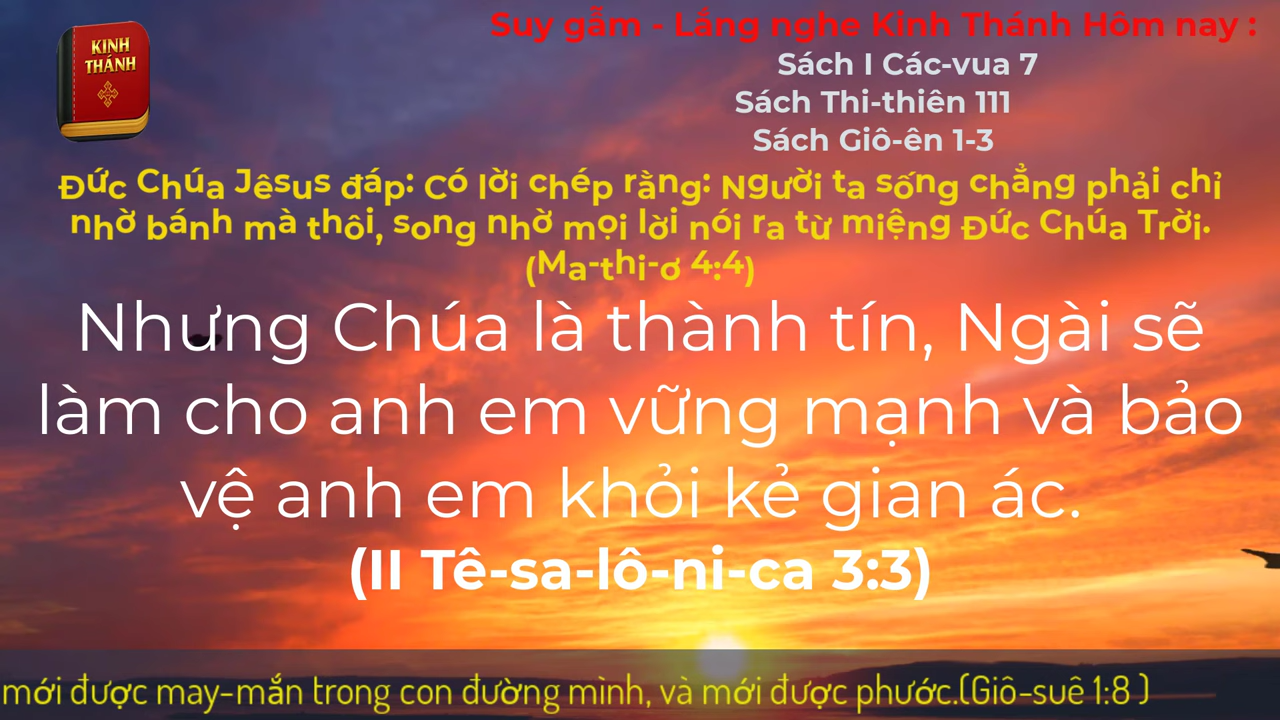 KINH
THÁNH
Suy gẫm - Lắng nghe Kinh Thánh Hôm nay :
Sách I Các-vua 7
Sách Thi-thiên 111
Sách Giô-ên 1-3
Đức Chúa Jêsus đáp: Có lời chép rằng: Người ta sống chẳng phải chỉ
nhờ bánh mà thôi, song nhờ mọi lời nói ra từ miệng Đức Chúa Trời.
(Ma-thi-ơ 4:4)
Nhưng Chúa là thành tín, Ngài sẽ
làm cho anh em vững mạnh và bảo
vệ anh em khỏi kẻ gian ác.
(II Tê-sa-lô-ni-ca 3:3)
mới được may-mắn trong con đường mình, và mới được phước.(Giô-suê 1:8 )